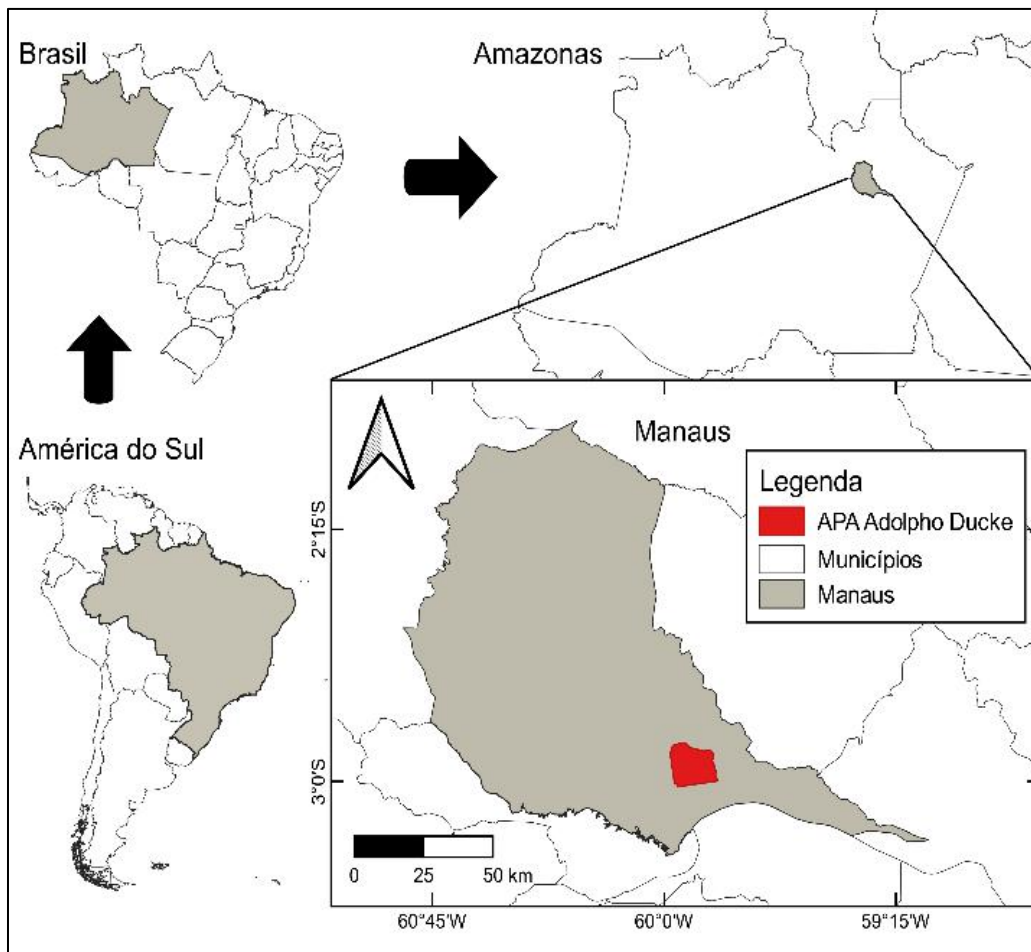 Brasil
Amazonas
América do Sul
Manaus
Legenda
APA Adolpho Ducke
Municípios
Manaus
2°15'S
3°0'S
0 25 50 km
60°45'W 60°0'W 59°15'W